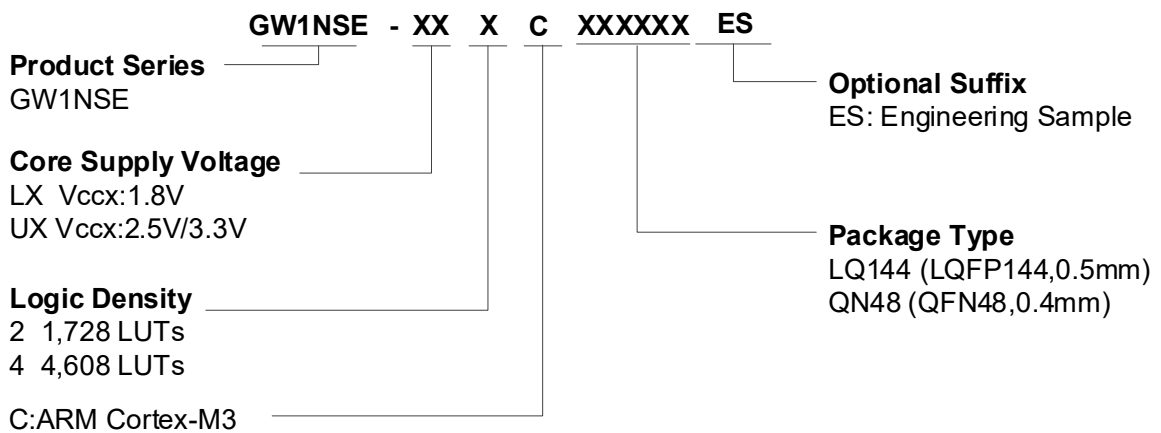 GW1NSE - XX X C XXXXXX ES
Product Series
GW1NSE
Optional Suffix
ES: Engineering Sample
Core Supply Voltage
LX Vccx:1.8V
UX Vccx:2.5V/3.3V
Package Type
LQ144 (LQFP144,0.5mm)
QN48 (QFN48,0.4mm)
Logic Density
2 1,728 LUTs
4 4,608 LUTs
C:ARM Cortex-M3